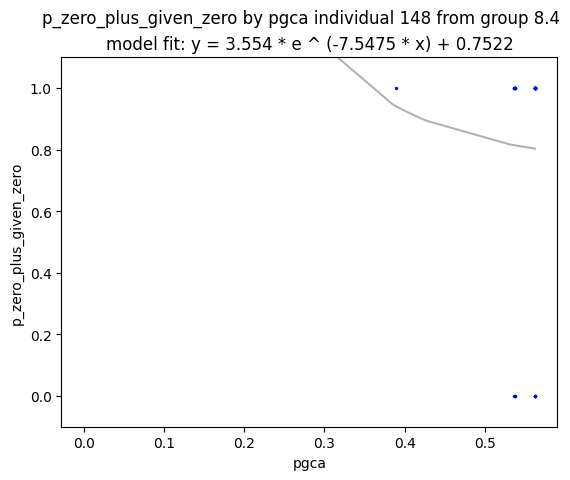 p_zero_plus_given_zero by pgca individual 148 from group 8.4
model fit: y = 3.554 * e ^ (-7.5475 * x) + 0.7522
1.0
0.8
0.6
0.4
0.2
0.0
p_zero_plus_given_zero
0.0 0.1 0.2 0.3 0.4 0.5
pgca